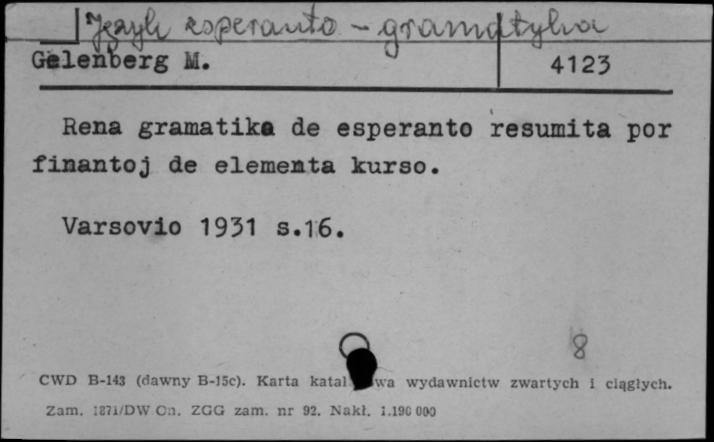 Język esperanto - gramatyka
Gelenberg M. 4123
Rena gramatika de esperanto resumita por
finantoj de elementa kurso.
Varsovio 1931 s.16.
8
CWD B-143 (dawny B-15c). Karta katal wa wydawnictw zwartych i ciągłych.
Zam. 1871/DW Cn. ZGG zam. nr 92. Nakł. 1.190 000